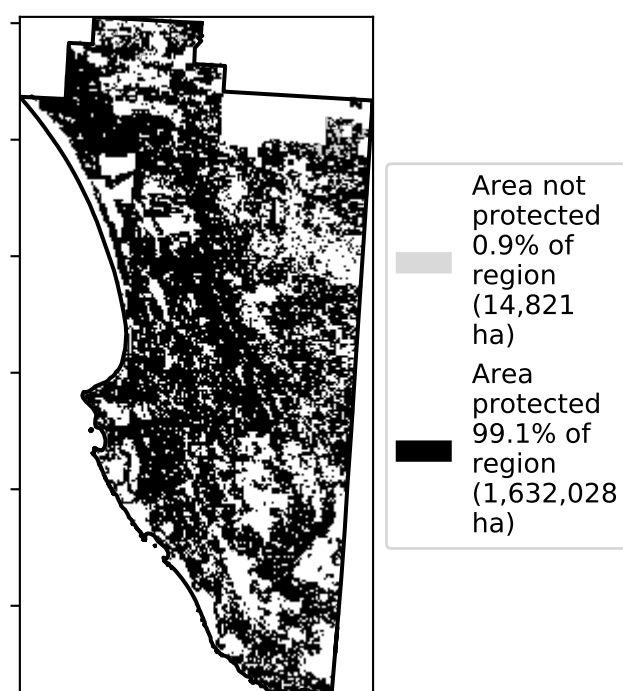 Area not
protected
0.9% of
region
(14,821
ha)
Area
protected
99.1% of
region
(1,632,028
ha)